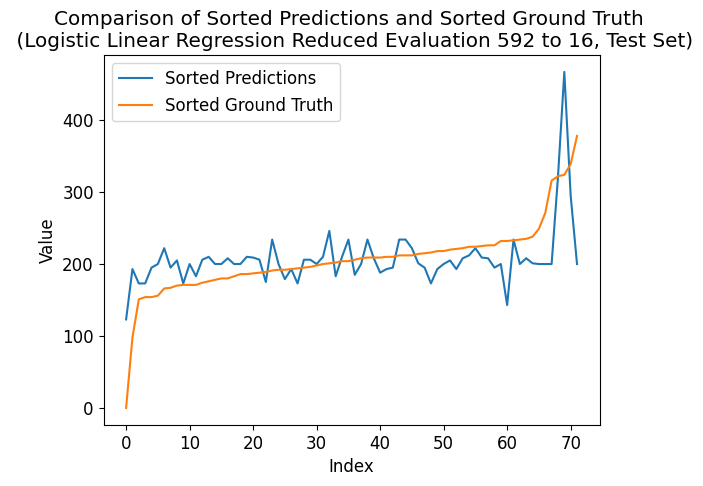 Comparison of Sorted Predictions and Sorted Ground Truth
(Logistic Linear Regression Reduced Evaluation 592 to 16, Test Set)
Sorted Predictions
Sorted Ground Truth
400
300
200
100
0
Value
0 10 20 30 40 50 60 70
Index